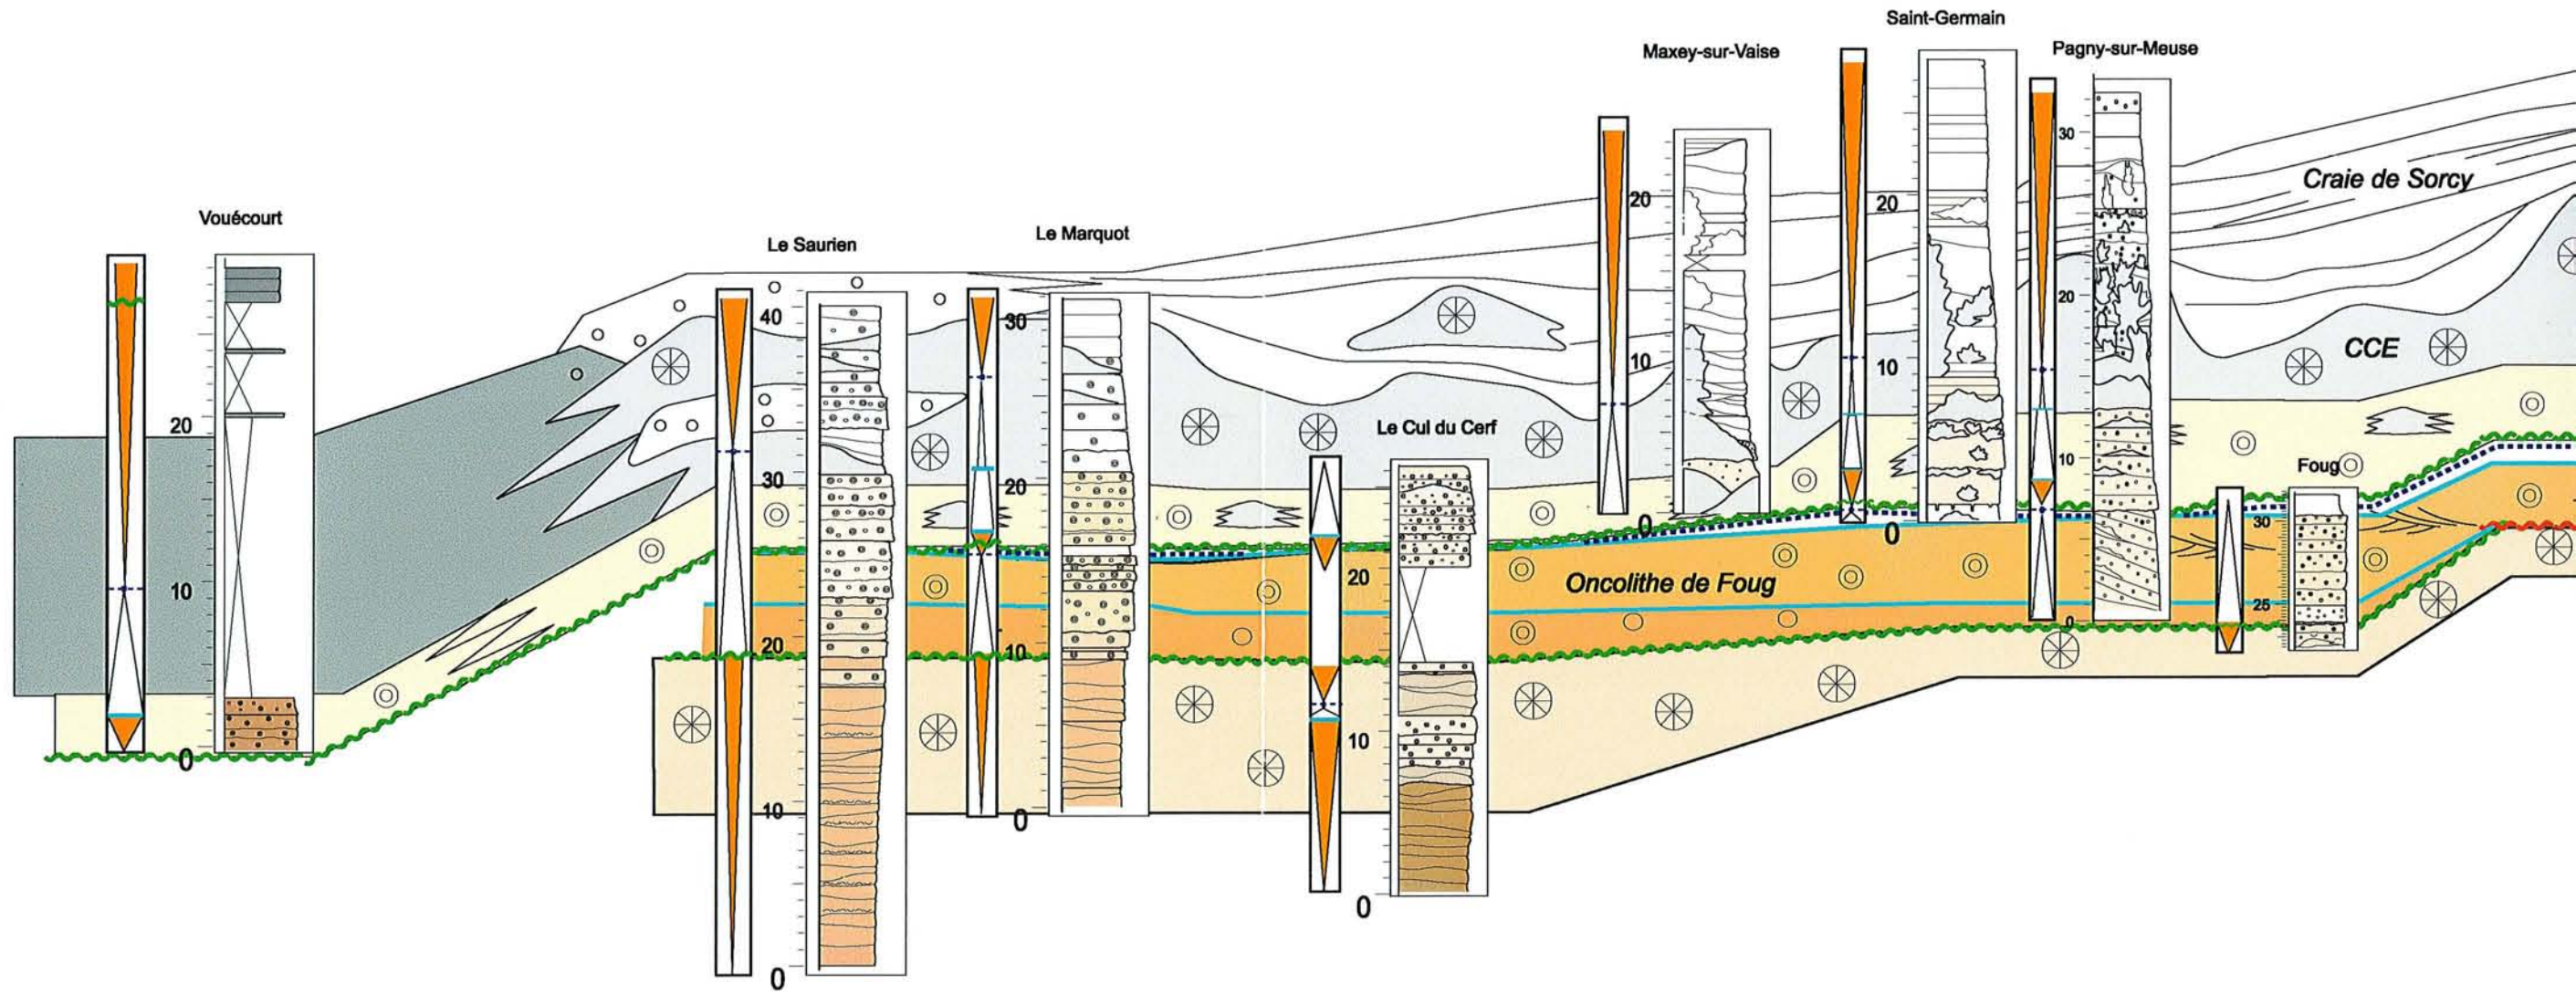 Saint-Germain
Maxey-sur-Vaise
Pagny-sur-Meuse
Vouécourt
Le Saurien
Le Marquot
Craie de Sorcy
CCE
Le Cul du Cerf
Foug
Oncolithe de Foug
20
10
0
40
30
20
10
0
30
20
10
0
20
10
0
20
10
0
20
10
0
30
20
10
0
30
25